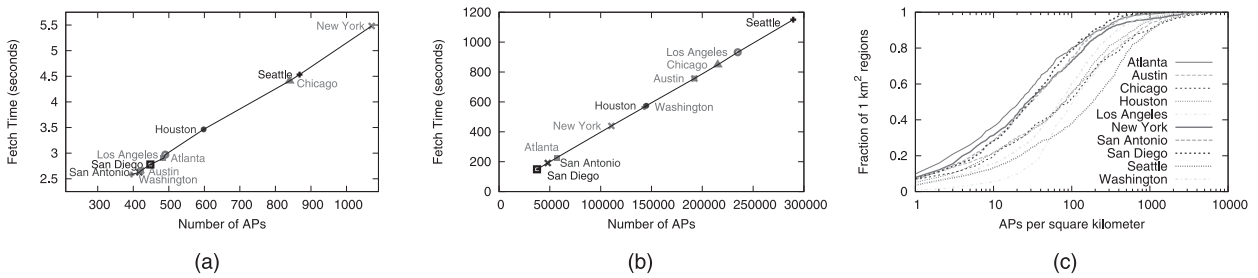 5.5
5
4.5
4
3.5
3
2.5
Fetch Time (seconds)
New York
Seattle
Chicago
Houston
Los Angeles
Atlanta
San Diego
San Antonio
Austin
Washington
300 400 500 600 700 800 900 1000
Number of APs
(a)
1200
1000
800
600
400
200
0
Fetch Time (seconds)
Seattle
Los Angeles
Chicago
Austin
Houston
Washington
New York
Atlanta
San Antonio
San Diego
0 50000 100000 150000 200000 250000 300000
Number of APs
(b)
1
0.8
0.6
0.4
0.2
0
Fraction of 1 km² regions
Atlanta
Austin
Chicago
Houston
Los Angeles
New York
San Antonio
San Diego
Seattle
Washington
1 10 100 1000 10000
APs per square kilometer
(c)